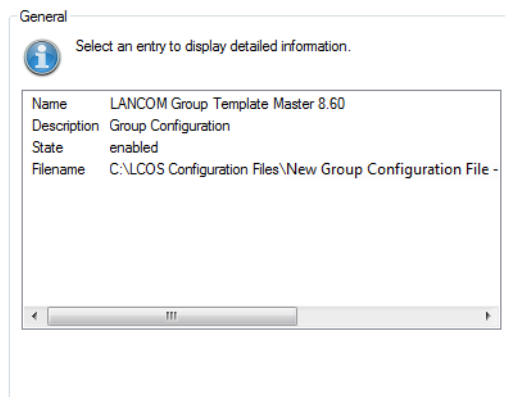 General
Select an entry to display detailed information.
Name LANCOM Group Template Master 8.60
Description Group Configuration
State enabled
Filename C:\LCOS Configuration Files\New Group Configuration File -